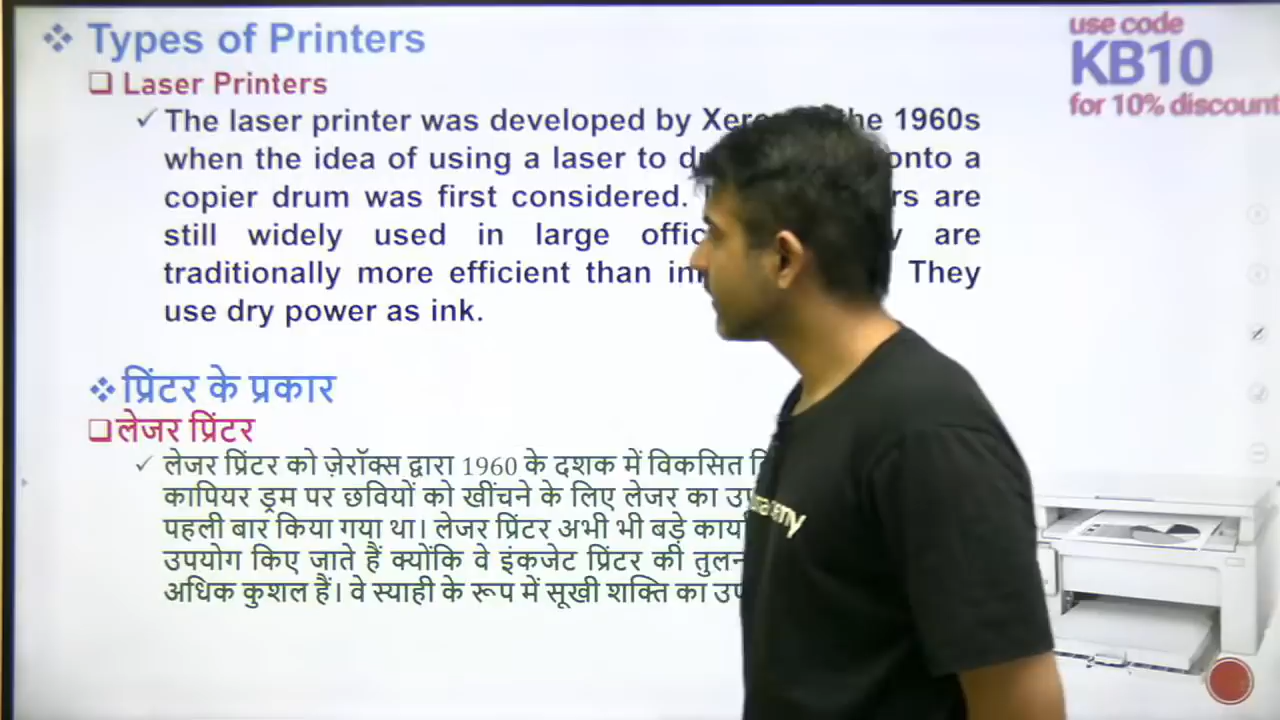 Types of Printers
Laser Printers
The laser printer was developed by the 1960s
when the idea of using a laser to onto a
copier drum was first considered. are
still widely used in large are
traditionally more efficient than They
use dry power as ink.
प्रिंटर के प्रकार
लेजर प्रिंटर
लेजर प्रिंटर को ज़ेरॉक्स द्वारा 1960 के दशक में विकसित
कापियर ड्रम पर छवियों को खींचने के लिए लेजर का
पहली बार किया गया था। लेजर प्रिंटर अभी भी बड़े
उपयोग किए जाते हैं क्योंकि वे इंकजेट प्रिंटर की
अधिक कुशल हैं। वे स्याही के रूप में सूखी शक्ति का
use code
KB10
for 10% discount